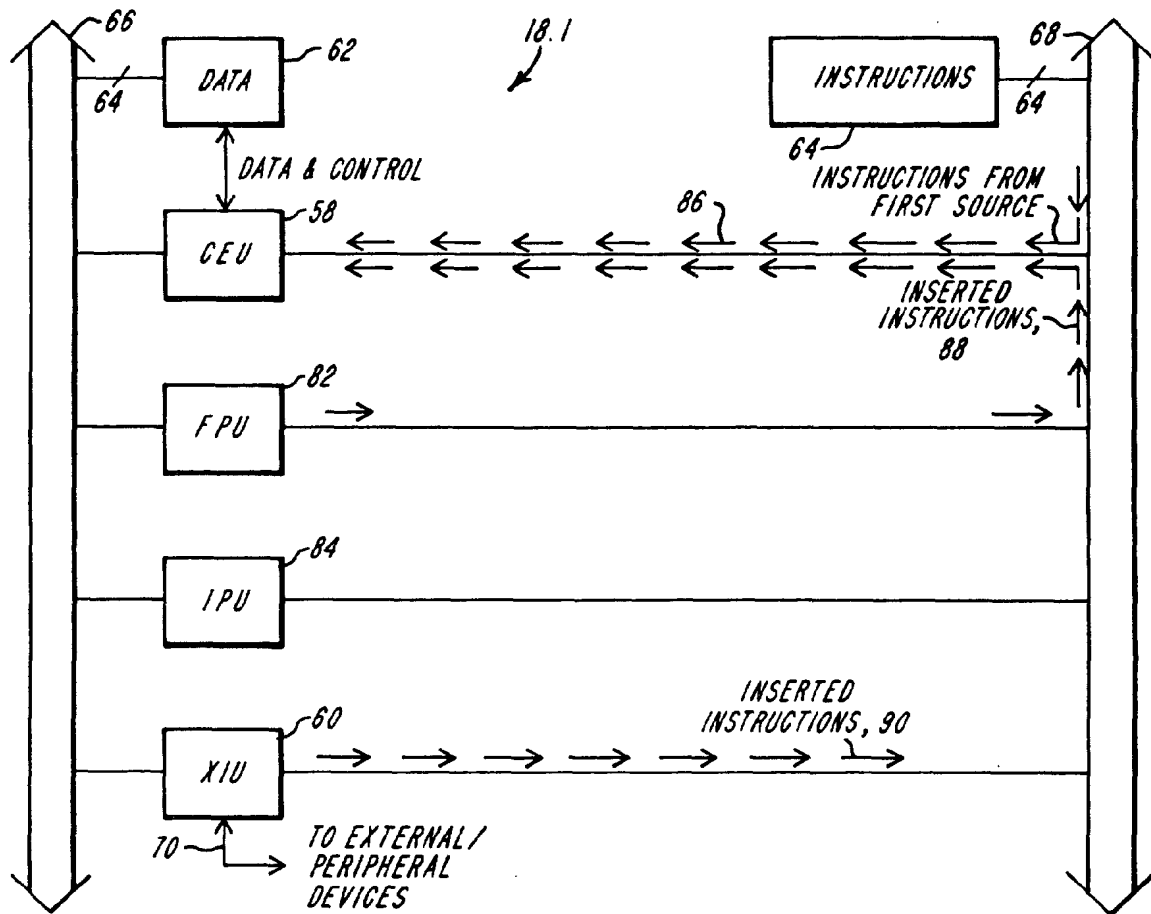 66
62
18.1
68
DATA
INSTRUCTIONS
64
64
64
DATA & CONTROL
INSTRUCTIONS FROM
FIRST SOURCE
58
86
CEU
INSERTED
INSTRUCTIONS,
88
82
FPU
84
IPU
INSERTED
INSTRUCTIONS, 90
60
XIU
70
TO EXTERNAL/
PERIPHERAL
DEVICES